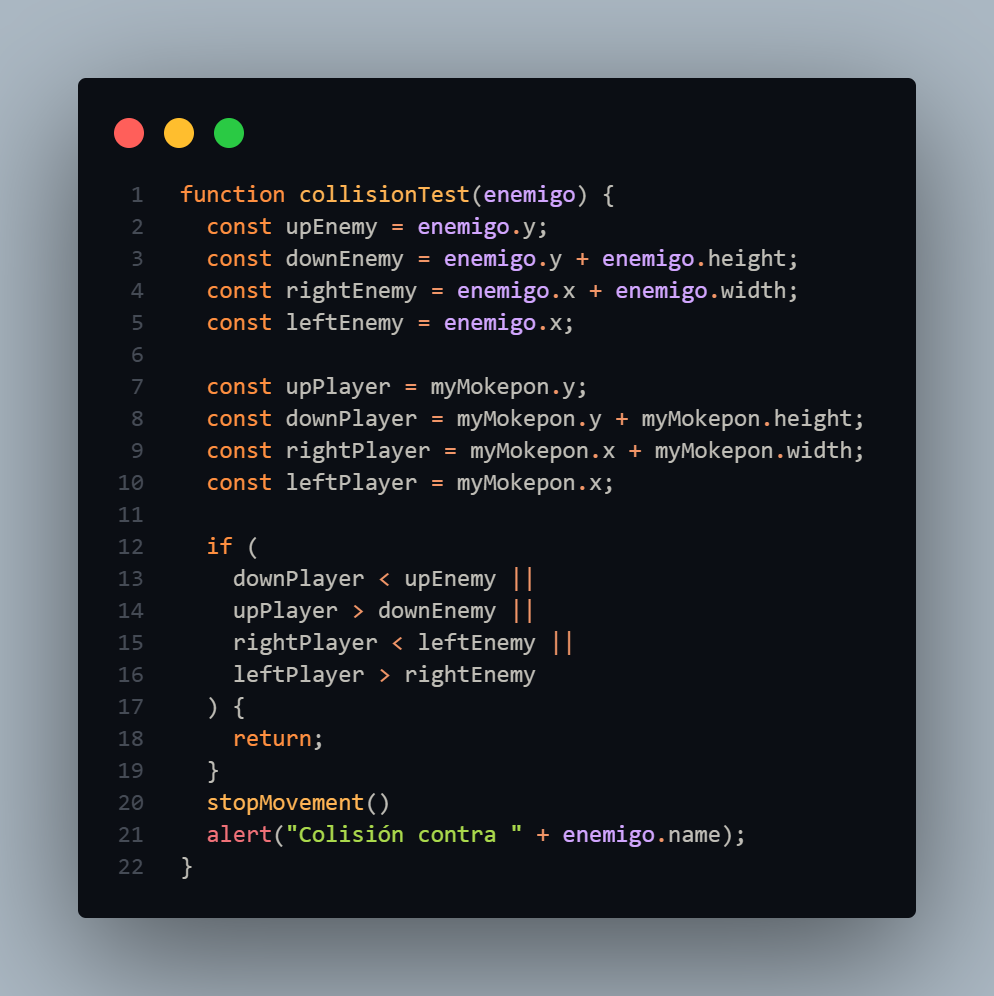 1 function collisionTest(enemigo) {
2 const upEnemy = enemigo.y;
3 const downEnemy = enemigo.y + enemigo.height;
4 const rightEnemy = enemigo.x + enemigo.width;
5 const leftEnemy = enemigo.x;
6
7 const upPlayer = myMokepon.y;
8 const downPlayer = myMokepon.y + myMokepon.height;
9 const rightPlayer = myMokepon.x + myMokepon.width;
10 const leftPlayer = myMokepon.x;
11
12 if (
13 downPlayer < upEnemy ||
14 upPlayer > downEnemy ||
15 rightPlayer < leftEnemy ||
16 leftPlayer > rightEnemy
17 ) {
18 return;
19 }
20 stopMovement()
21 alert("Colisión contra " + enemigo.name);
22 }